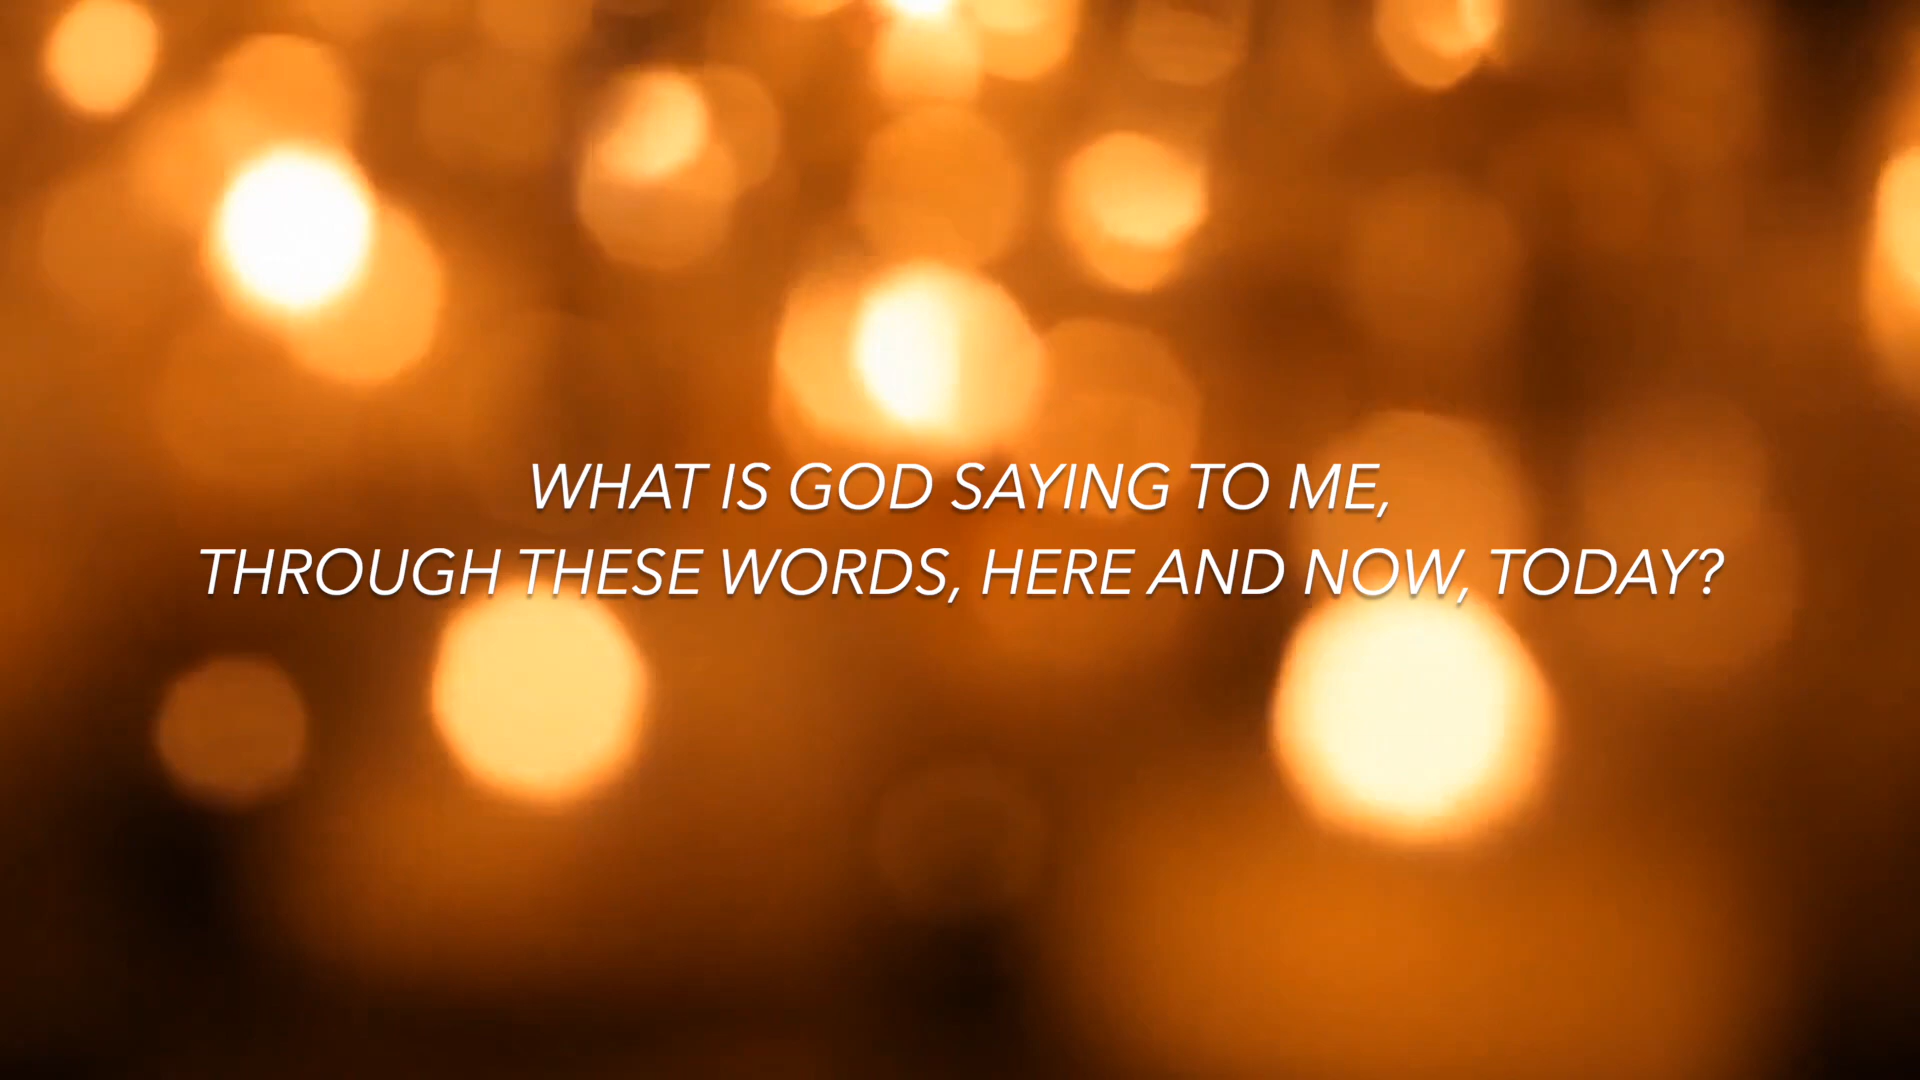 WHAT IS GOD SAYING TO ME,
THROUGH THESE WORDS, HERE AND NOW, TODAY?